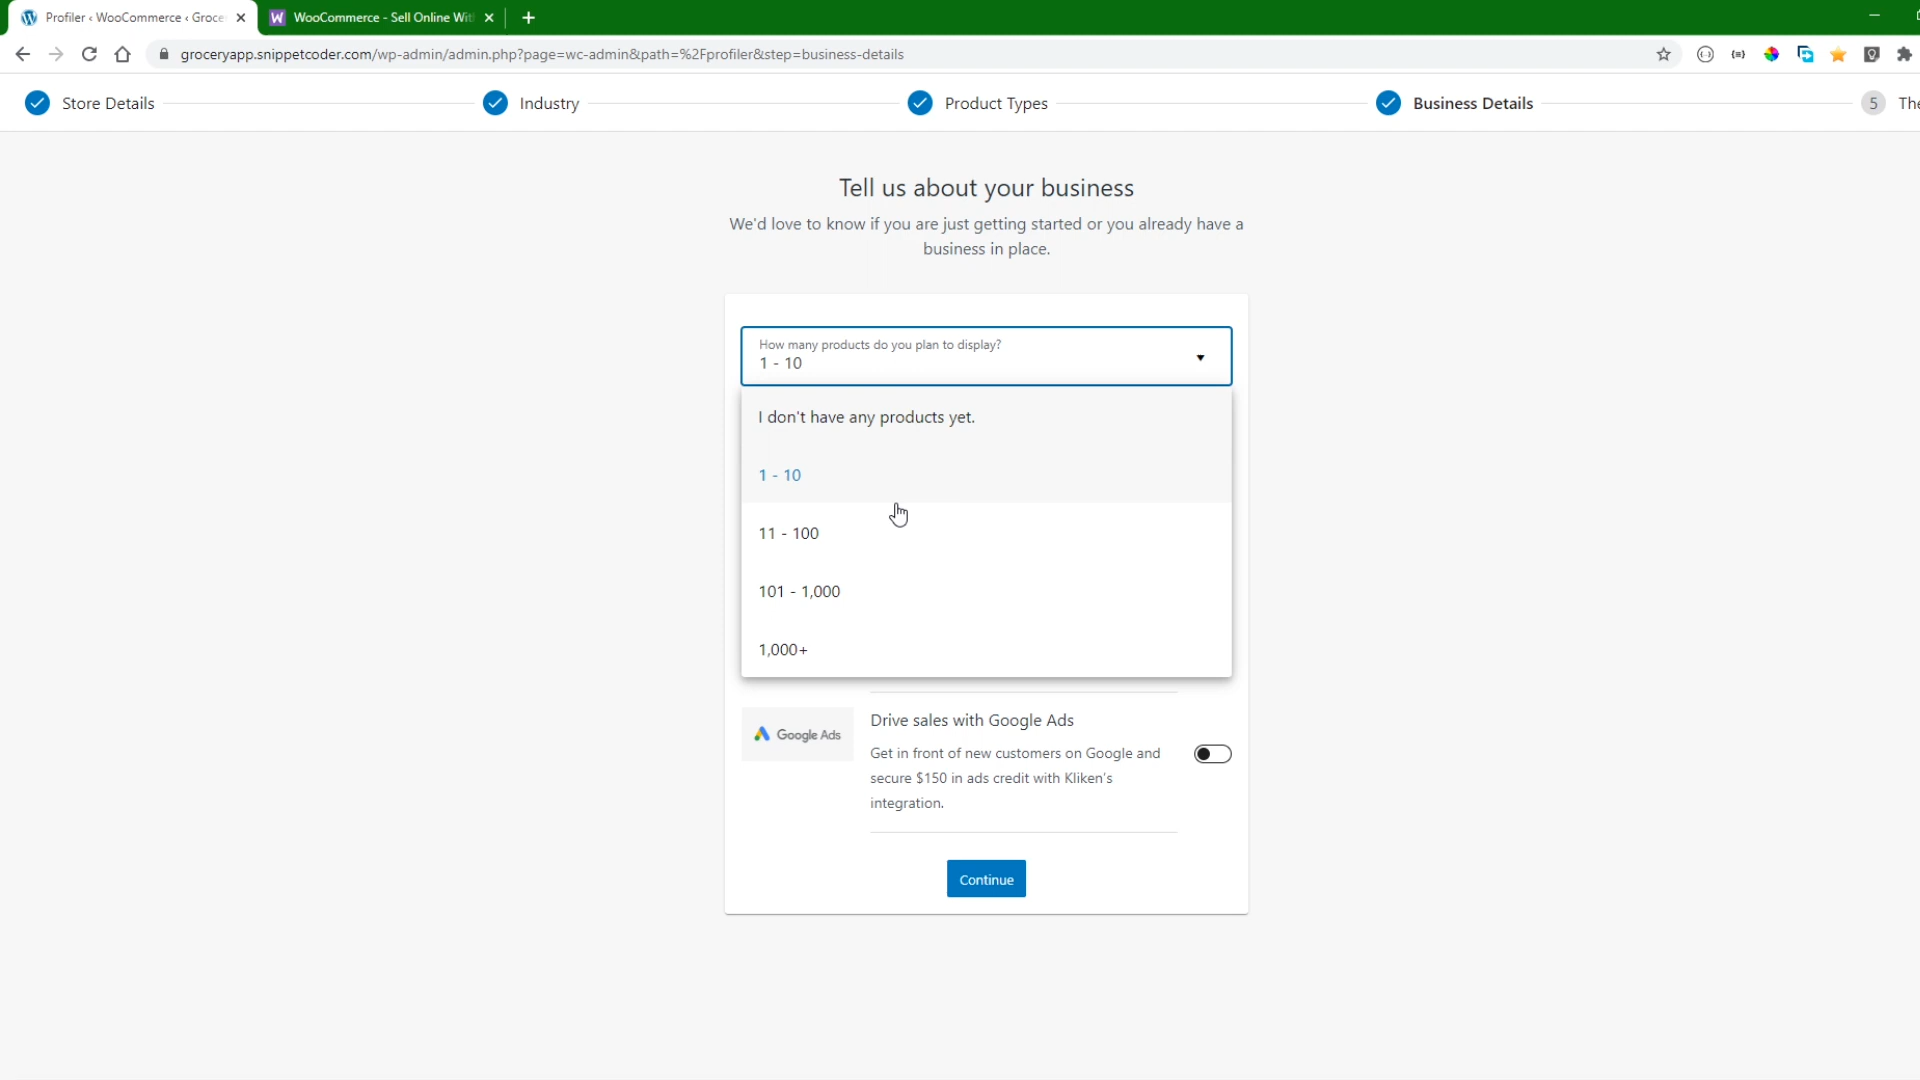 Profiler ‹ WooCommerce ‹ Groce
WooCommerce - Sell Online Wit
groceryapp.snippetcoder.com/wp-admin/admin.php?page=wc-admin&path=%2Fprofiler&step=business-details
Store Details
Industry
Product Types
Business Details
5 The
Tell us about your business
We'd love to know if you are just getting started or you already have a
business in place.
How many products do you plan to display?
1 - 10
I don't have any products yet.
1 - 10
11 - 100
101 - 1,000
1,000+
Google Ads
Drive sales with Google Ads
Get in front of new customers on Google and
secure $150 in ads credit with Kliken's
integration.
Continue